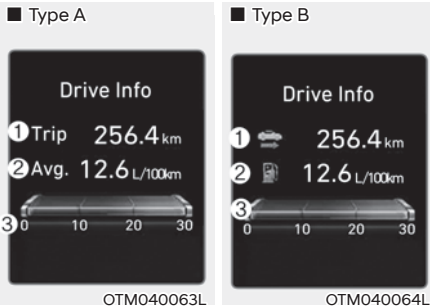 ■ Type A
Drive Info
① Trip 256.4 km
② Avg. 12.6 L/100km
③
0 10 20 30
OTM040063L
■ Type B
Drive Info
① 256.4 km
② 12.6 L/100km
③
0 10 20 30
OTM040064L